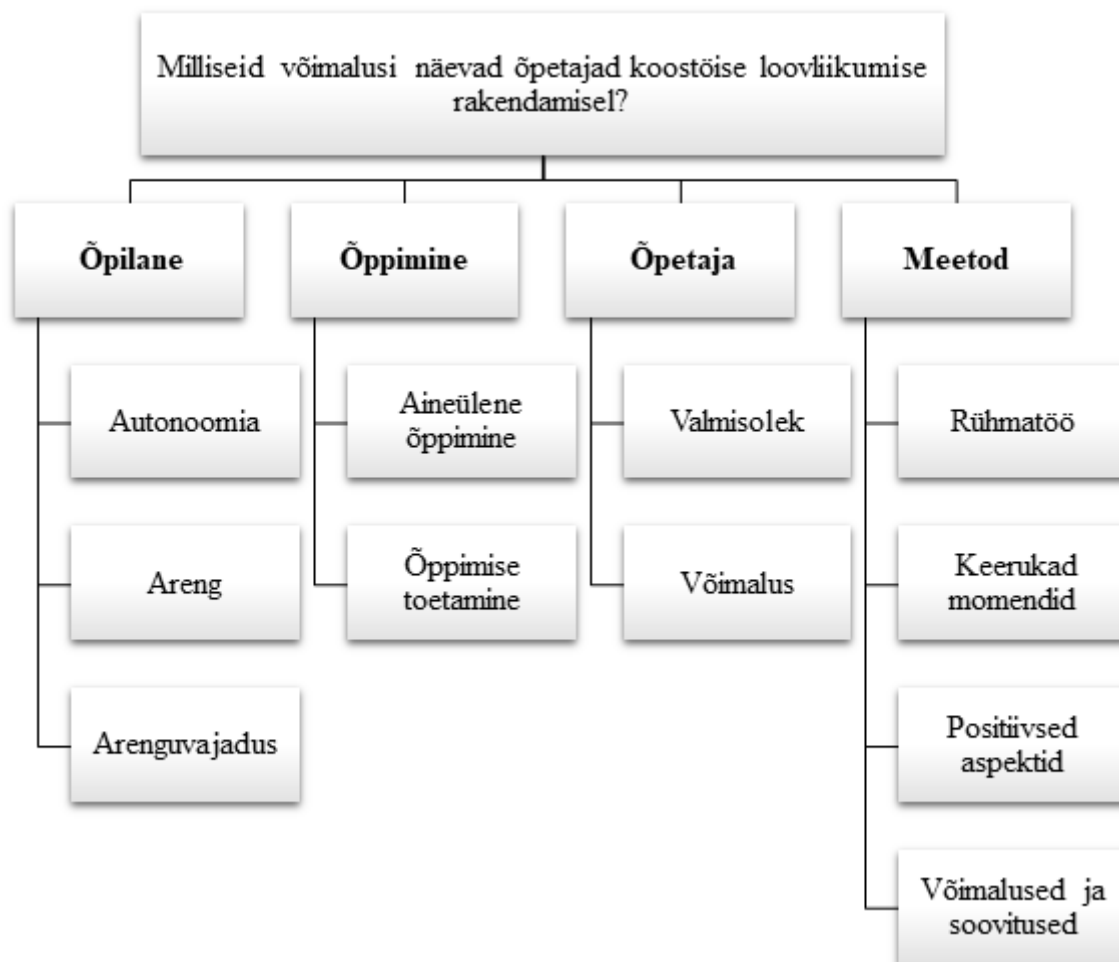 Milliseid võimalusi näevad õpetajad koostöise loovliikumise
rakendamisel?
Õpilane
Autonoomia
Areng
Arenguvajadus
Õppimine
Aineülene
õppimine
Õppimise
toetamine
Õpetaja
Valmisolek
Võimalus
Meetod
Rühmatöö
Keerukad
momendid
Positiivsed
aspektid
Võimalused ja
soovitused